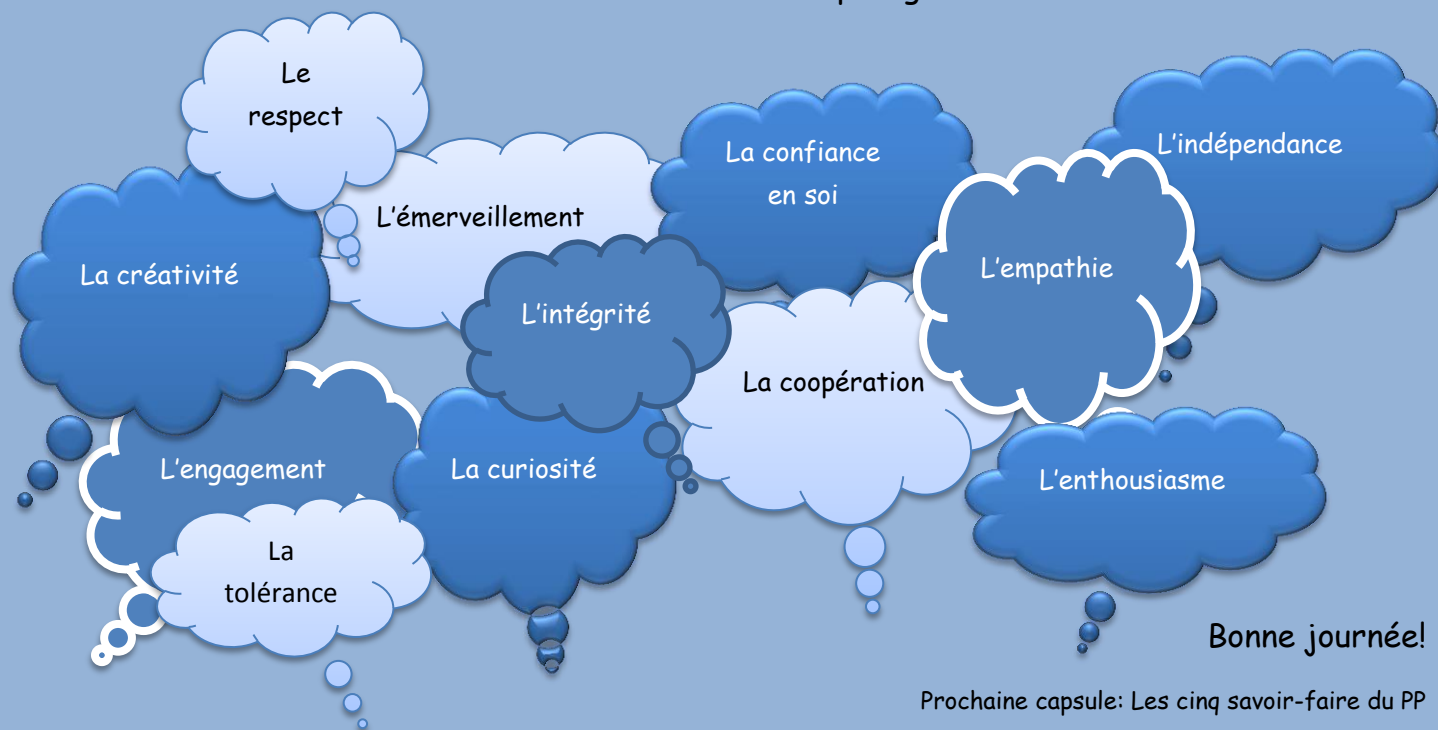 Le
respect
L'émerveillement
La confiance
en soi
L'indépendance
La créativité
L'intégrité
L'empathie
La coopération
L'engagement
La curiosité
L'enthousiasme
La
tolérance
Bonne journée!
Prochaine capsule: Les cinq savoir-faire du PP